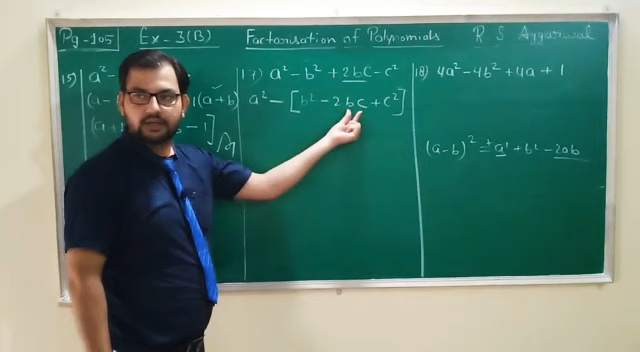 Pg-105 Ex-3(B) Factorisation of Polynomials R S Aggarwal
15) a² -
(a - 1(a+b)
(a+ - 1]
17) a² - b² + 2bc - c²
a² - [b² - 2bc + c²]
18) 4a² - 4b² + 4a + 1
(a-b)² = +a² + b² - 2ab